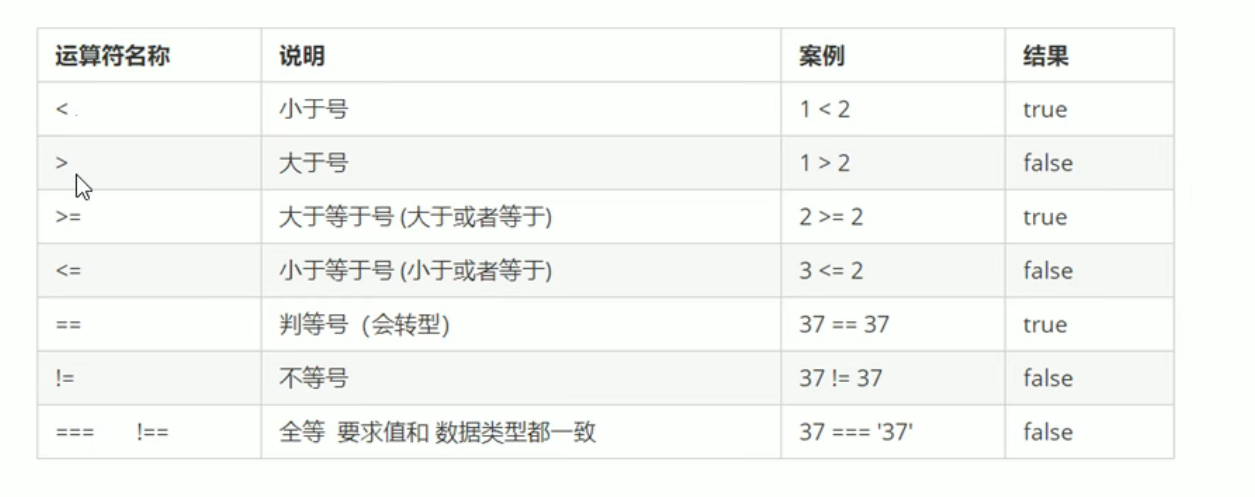 运算符名称 说明 案例 结果
< 小于号 1 < 2 true
> 大于号 1 > 2 false
>= 大于等于号 (大于或者等于) 2 >= 2 true
<= 小于等于号 (小于或者等于) 3 <= 2 false
== 判等号（会转型） 37 == 37 true
!= 不等号 37 != 37 false
=== !== 全等 要求值和 数据类型都一致 37 === '37' false